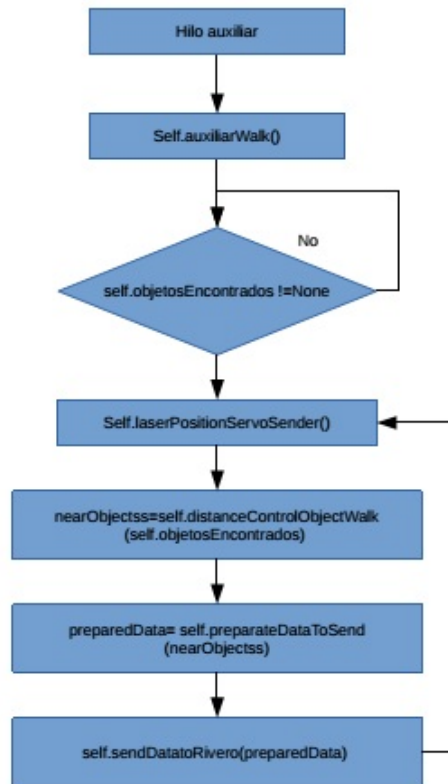 Hilo auxiliar
Self.auxiliarWalk()
No
self.objetosEncontrados !=None
Self.laserPositionServoSender()
nearObjectss=self.distanceControlObjectWalk
(self.objetosEncontrados)
preparedData= self.preparateDataToSend
(nearObjectss)
self.sendDatatoRivero(preparedData)